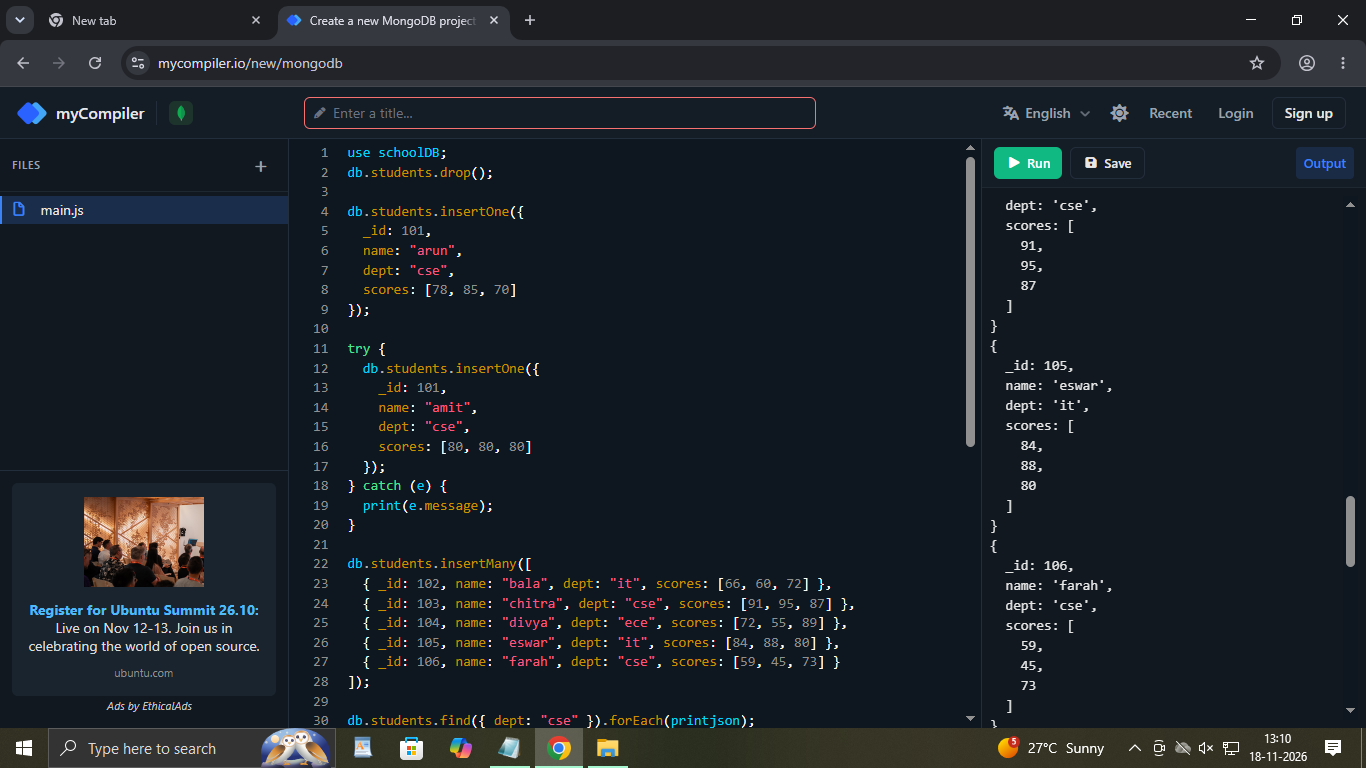 New tab
Create a new MongoDB project
mycompiler.io/new/mongodb
myCompiler
Enter a title...
English
Recent
Login
Sign up
FILES
main.js
Register for Ubuntu Summit 26.10:
Live on Nov 12-13. Join us in
celebrating the world of open source.
ubuntu.com
Ads by EthicalAds
1 use schoolDB;
2 db.students.drop();
3
4 db.students.insertOne({
5 _id: 101,
6 name: "arun",
7 dept: "cse",
8 scores: [78, 85, 70]
9 });
10
11 try {
12 db.students.insertOne({
13 _id: 101,
14 name: "amit",
15 dept: "cse",
16 scores: [80, 80, 80]
17 });
18 } catch (e) {
19 print(e.message);
20 }
21
22 db.students.insertMany([
23 { _id: 102, name: "bala", dept: "it", scores: [66, 60, 72] },
24 { _id: 103, name: "chitra", dept: "cse", scores: [91, 95, 87] },
25 { _id: 104, name: "divya", dept: "ece", scores: [72, 55, 89] },
26 { _id: 105, name: "eswar", dept: "it", scores: [84, 88, 80] },
27 { _id: 106, name: "farah", dept: "cse", scores: [59, 45, 73] }
28 ]);
29
30 db.students.find({ dept: "cse" }).forEach(printjson);
Run
Save
Output
dept: 'cse',
scores: [
91,
95,
87
]
}
{
_id: 105,
name: 'eswar',
dept: 'it',
scores: [
84,
88,
80
]
}
{
_id: 106,
name: 'farah',
dept: 'cse',
scores: [
59,
45,
73
]
}
Type here to search
5
27°C Sunny
13:10
18-11-2026